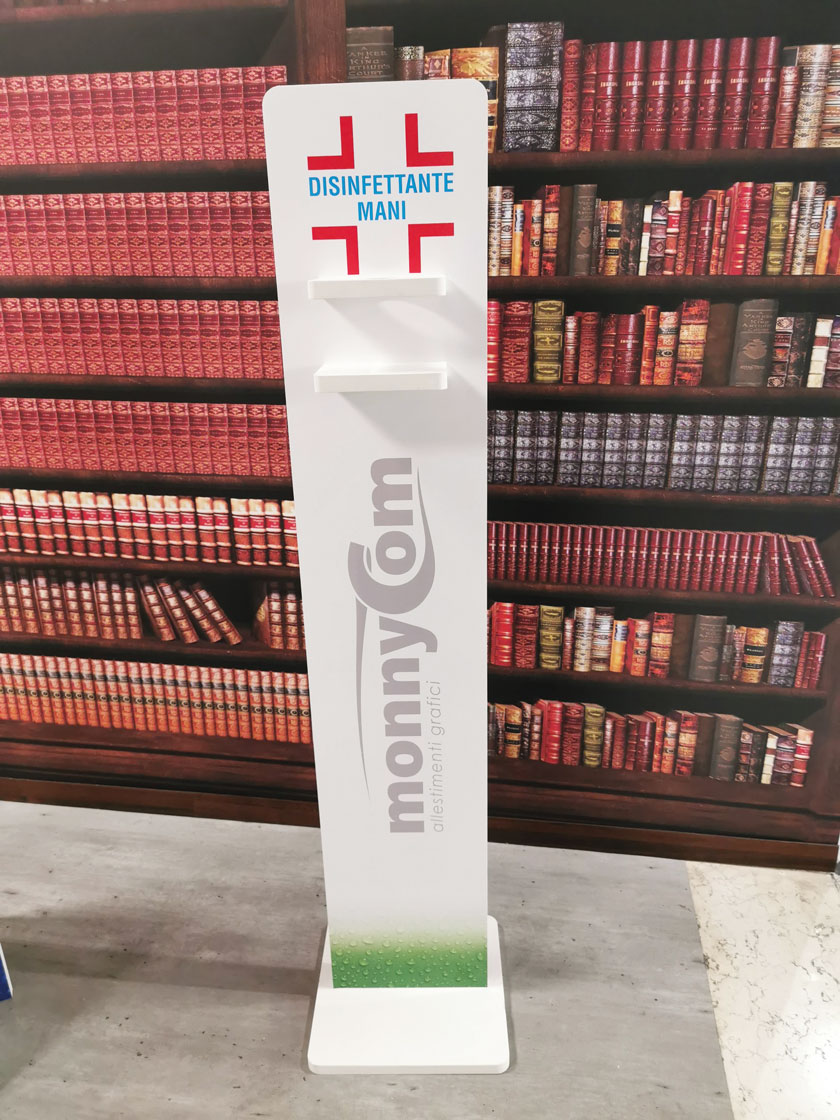 DISINFETTANTE
MANI
monnyCom
allestimenti grafici